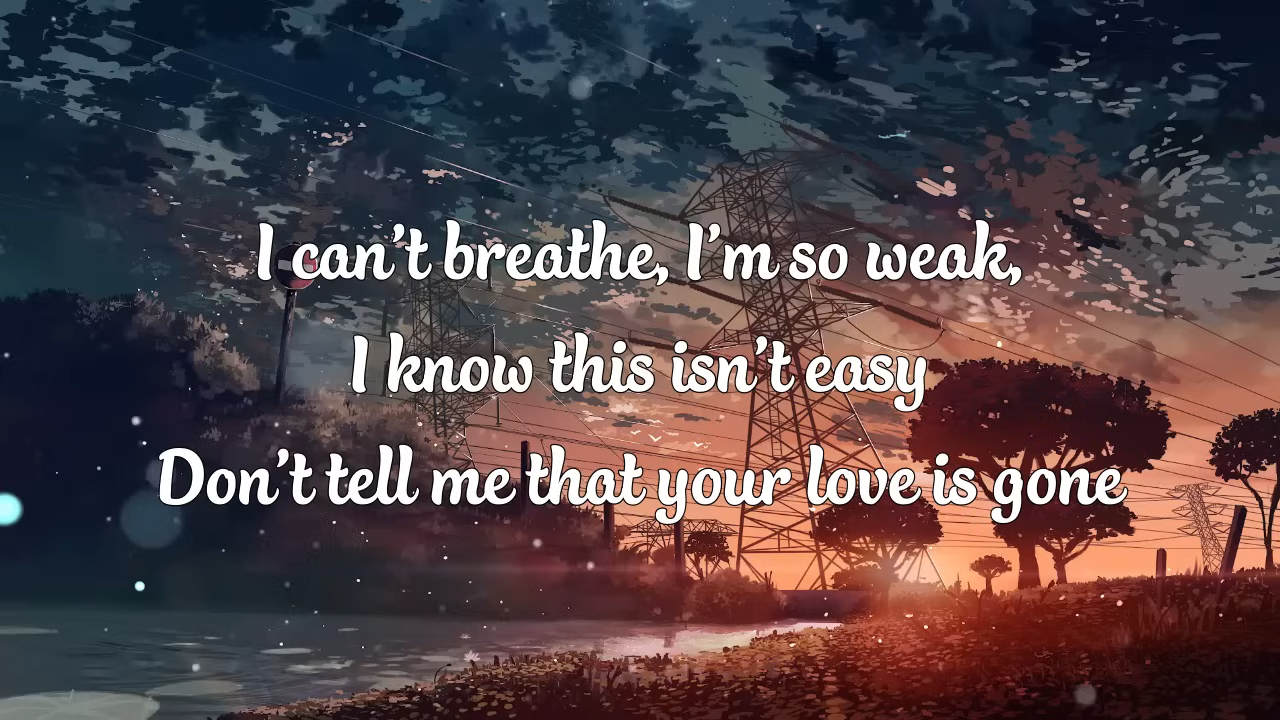 I can’t breathe, I’m so weak,
I know this isn’t easy
Don’t tell me that your love is gone